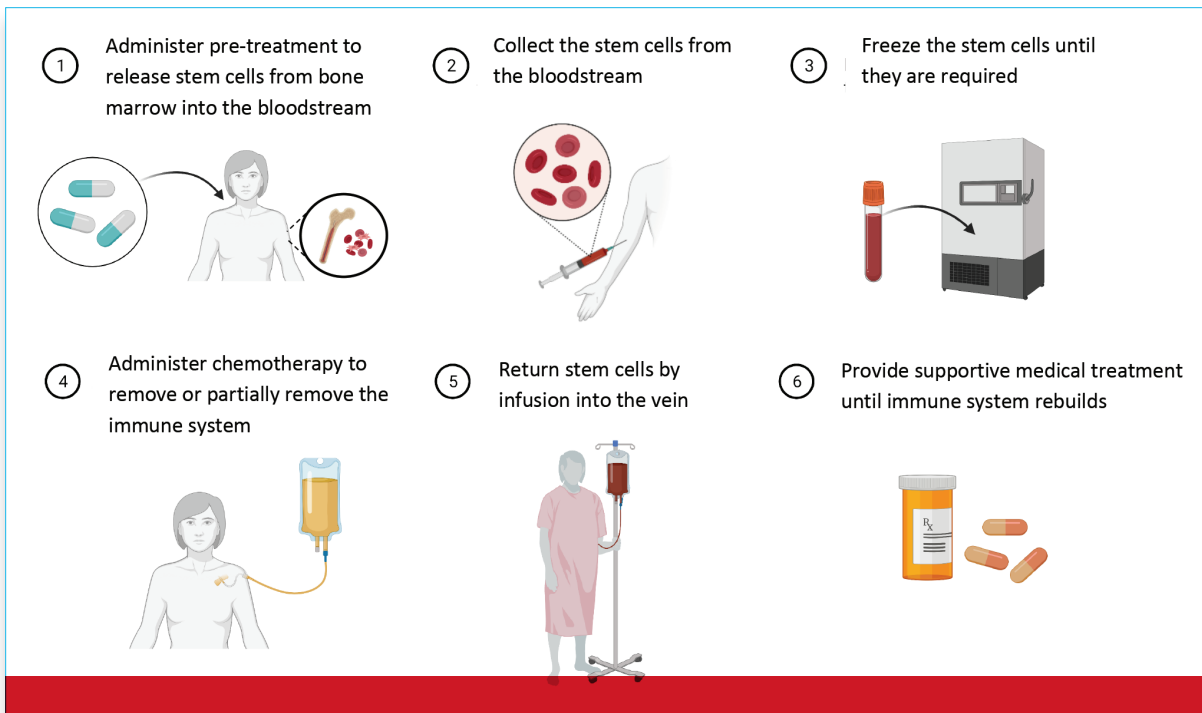 1
Administer pre-treatment to
release stem cells from bone
marrow into the bloodstream
2
Collect the stem cells from
the bloodstream
3
Freeze the stem cells until
they are required
4
Administer chemotherapy to
remove or partially remove the
immune system
5
Return stem cells by
infusion into the vein
6
Provide supportive medical treatment
until immune system rebuilds
Rx